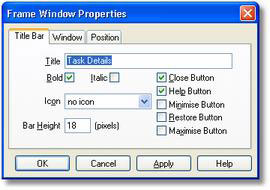 Frame Window Properties
Title Bar Window Position
Title Task Details
Bold Italic Close Button
Help Button
Icon no icon Minimise Button
Restore Button
Bar Height 18 (pixels) Maximise Button
OK Cancel Apply Help